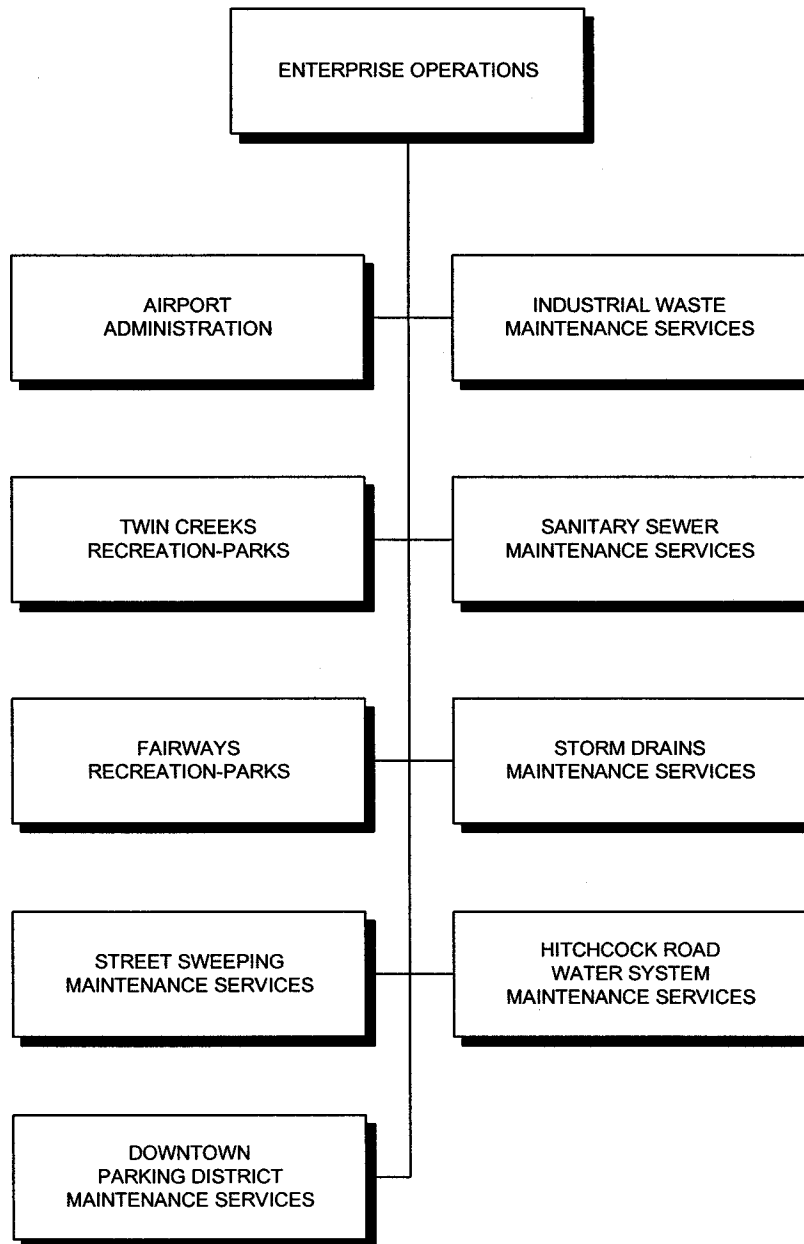 ENTERPRISE OPERATIONS
AIRPORT
ADMINISTRATION
INDUSTRIAL WASTE
MAINTENANCE SERVICES
TWIN CREEKS
RECREATION-PARKS
SANITARY SEWER
MAINTENANCE SERVICES
FAIRWAYS
RECREATION-PARKS
STORM DRAINS
MAINTENANCE SERVICES
STREET SWEEPING
MAINTENANCE SERVICES
HITCHCOCK ROAD
WATER SYSTEM
MAINTENANCE SERVICES
DOWNTOWN
PARKING DISTRICT
MAINTENANCE SERVICES